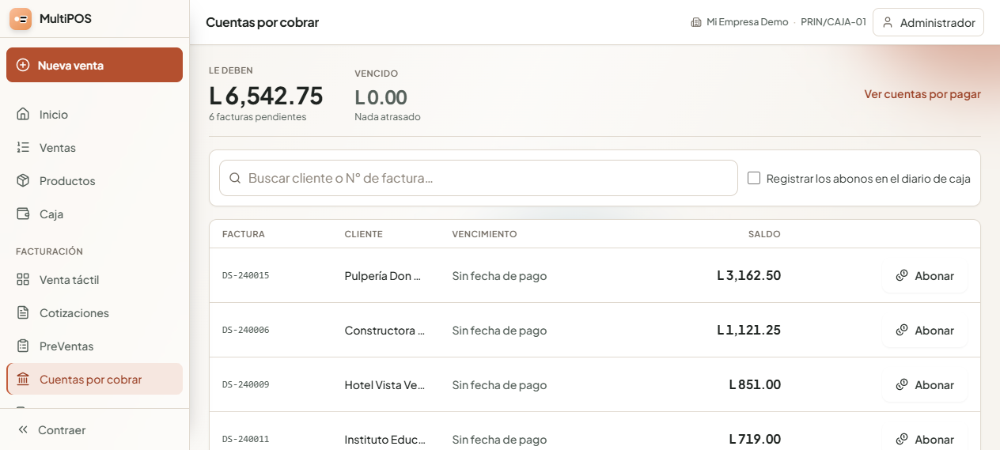 MultiPOS
Nueva venta
Inicio
Ventas
Productos
Caja
FACTURACIÓN
Venta táctil
Cotizaciones
PreVentas
Cuentas por cobrar
Contraer
Cuentas por cobrar
Mi Empresa Demo · PRIN/CAJA-01
Administrador
LE DEBEN
L 6,542.75
6 facturas pendientes
VENCIDO
L 0.00
Nada atrasado
Ver cuentas por pagar
Buscar cliente o N° de factura...
Registrar los abonos en el diario de caja
FACTURA CLIENTE VENCIMIENTO SALDO
DS-240015 Pulpería Don ... Sin fecha de pago L 3,162.50 Abonar
DS-240006 Constructora ... Sin fecha de pago L 1,121.25 Abonar
DS-240009 Hotel Vista Ve... Sin fecha de pago L 851.00 Abonar
DS-240011 Instituto Educ... Sin fecha de pago L 719.00 Abonar